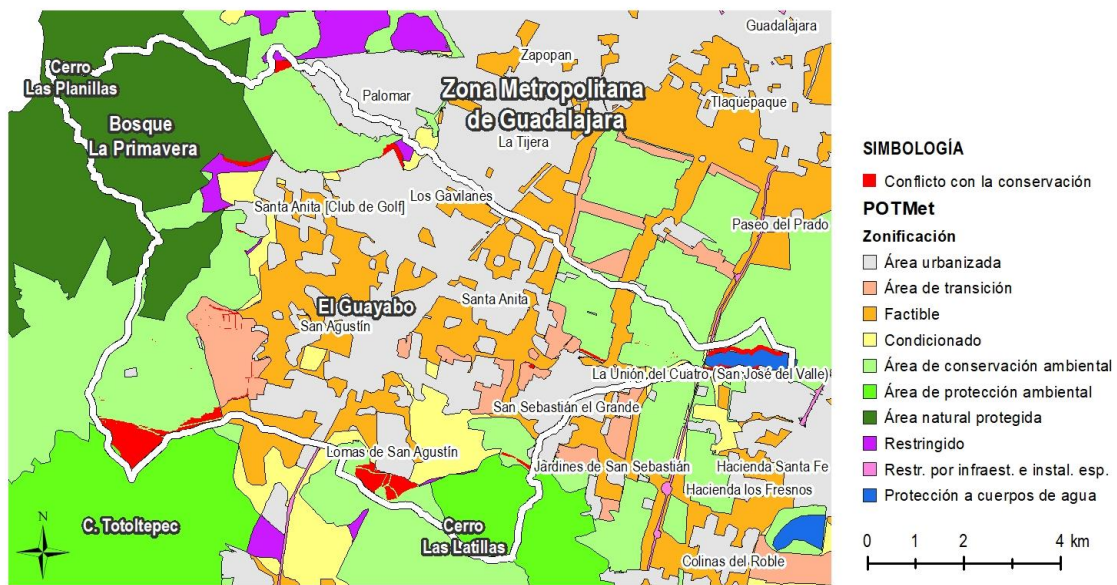 Guadalajara
Zapopan
Cerro
Las Planillas
Palomar
Zona Metropolitana
de Guadalajara
Tlaquepaque
Bosque
La Primavera
La Tijera
Los Gavilanes
Santa Anita [Club de Golf]
Paseo del Prado
El Guayabo
Santa Anita
San Agustín
La Unión del Cuatro (San José del Valle)
San Sebastián el Grande
Lomas de San Agustín
Jardines de San Sebastián
Hacienda Santa Fe
Hacienda los Fresnos
C. Totoltepec
Cerro
Las Latillas
Colinas del Roble
N
SIMBOLOGÍA
Conflicto con la conservación
POTMet
Zonificación
Área urbanizada
Área de transición
Factible
Condicionado
Área de conservación ambiental
Área de protección ambiental
Área natural protegida
Restringido
Restr. por infraest. e instal. esp.
Protección a cuerpos de agua
0 1 2 4 km